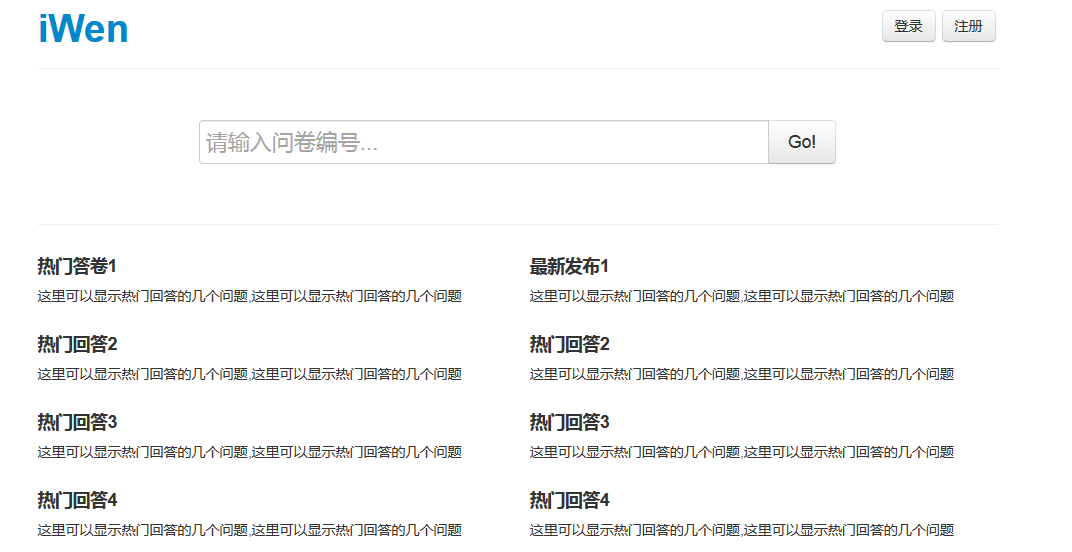 iWen
登录 注册
请输入问卷编号... Go!
热门答卷1
这里可以显示热门回答的几个问题,这里可以显示热门回答的几个问题
热门回答2
这里可以显示热门回答的几个问题,这里可以显示热门回答的几个问题
热门回答3
这里可以显示热门回答的几个问题,这里可以显示热门回答的几个问题
热门回答4
这里可以显示热门回答的几个问题,这里可以显示热门回答的几个问题
最新发布1
这里可以显示热门回答的几个问题,这里可以显示热门回答的几个问题
热门回答2
这里可以显示热门回答的几个问题,这里可以显示热门回答的几个问题
热门回答3
这里可以显示热门回答的几个问题,这里可以显示热门回答的几个问题
热门回答4
这里可以显示热门回答的几个问题,这里可以显示热门回答的几个问题